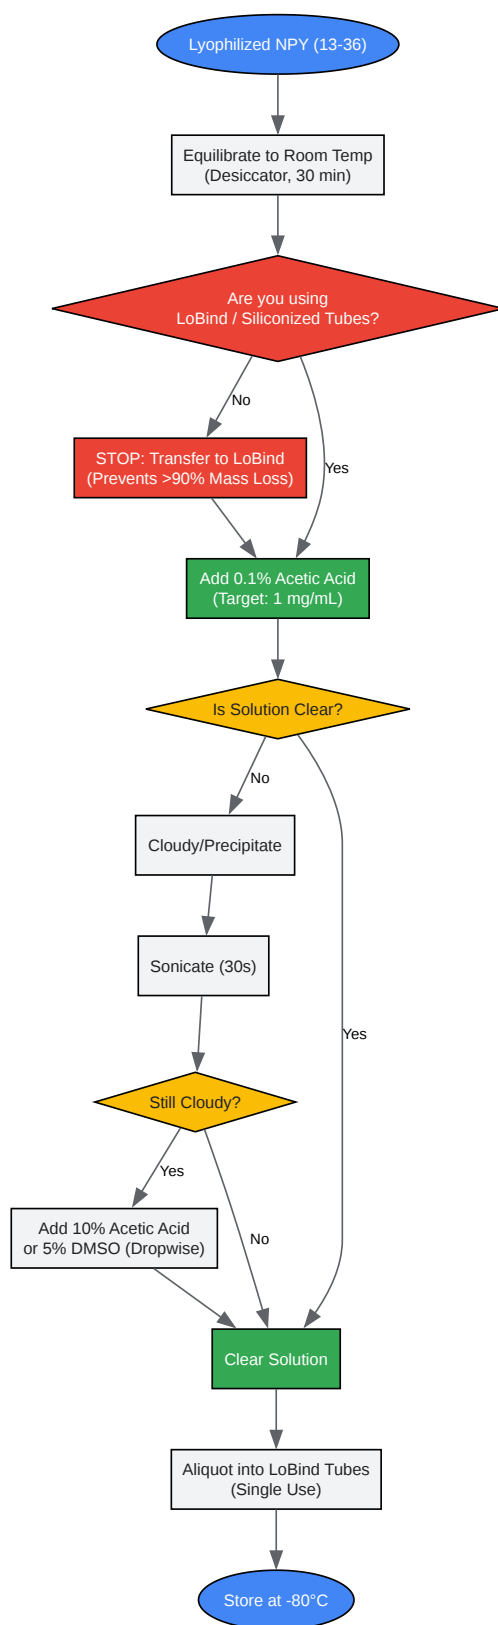 Lyophilized NPY (13-36)
Equilibrate to Room Temp
(Desiccator, 30 min)
Are you using
LoBind / Siliconized Tubes?
No
Yes
STOP: Transfer to LoBind
(Prevents >90% Mass Loss)
Add 0.1% Acetic Acid
(Target: 1 mg/mL)
Is Solution Clear?
No
Cloudy/Precipitate
Sonicate (30s)
Yes
Still Cloudy?
Yes
Add 10% Acetic Acid
or 5% DMSO (Dropwise)
No
Clear Solution
Aliquot into LoBind Tubes
(Single Use)
Store at -80°C